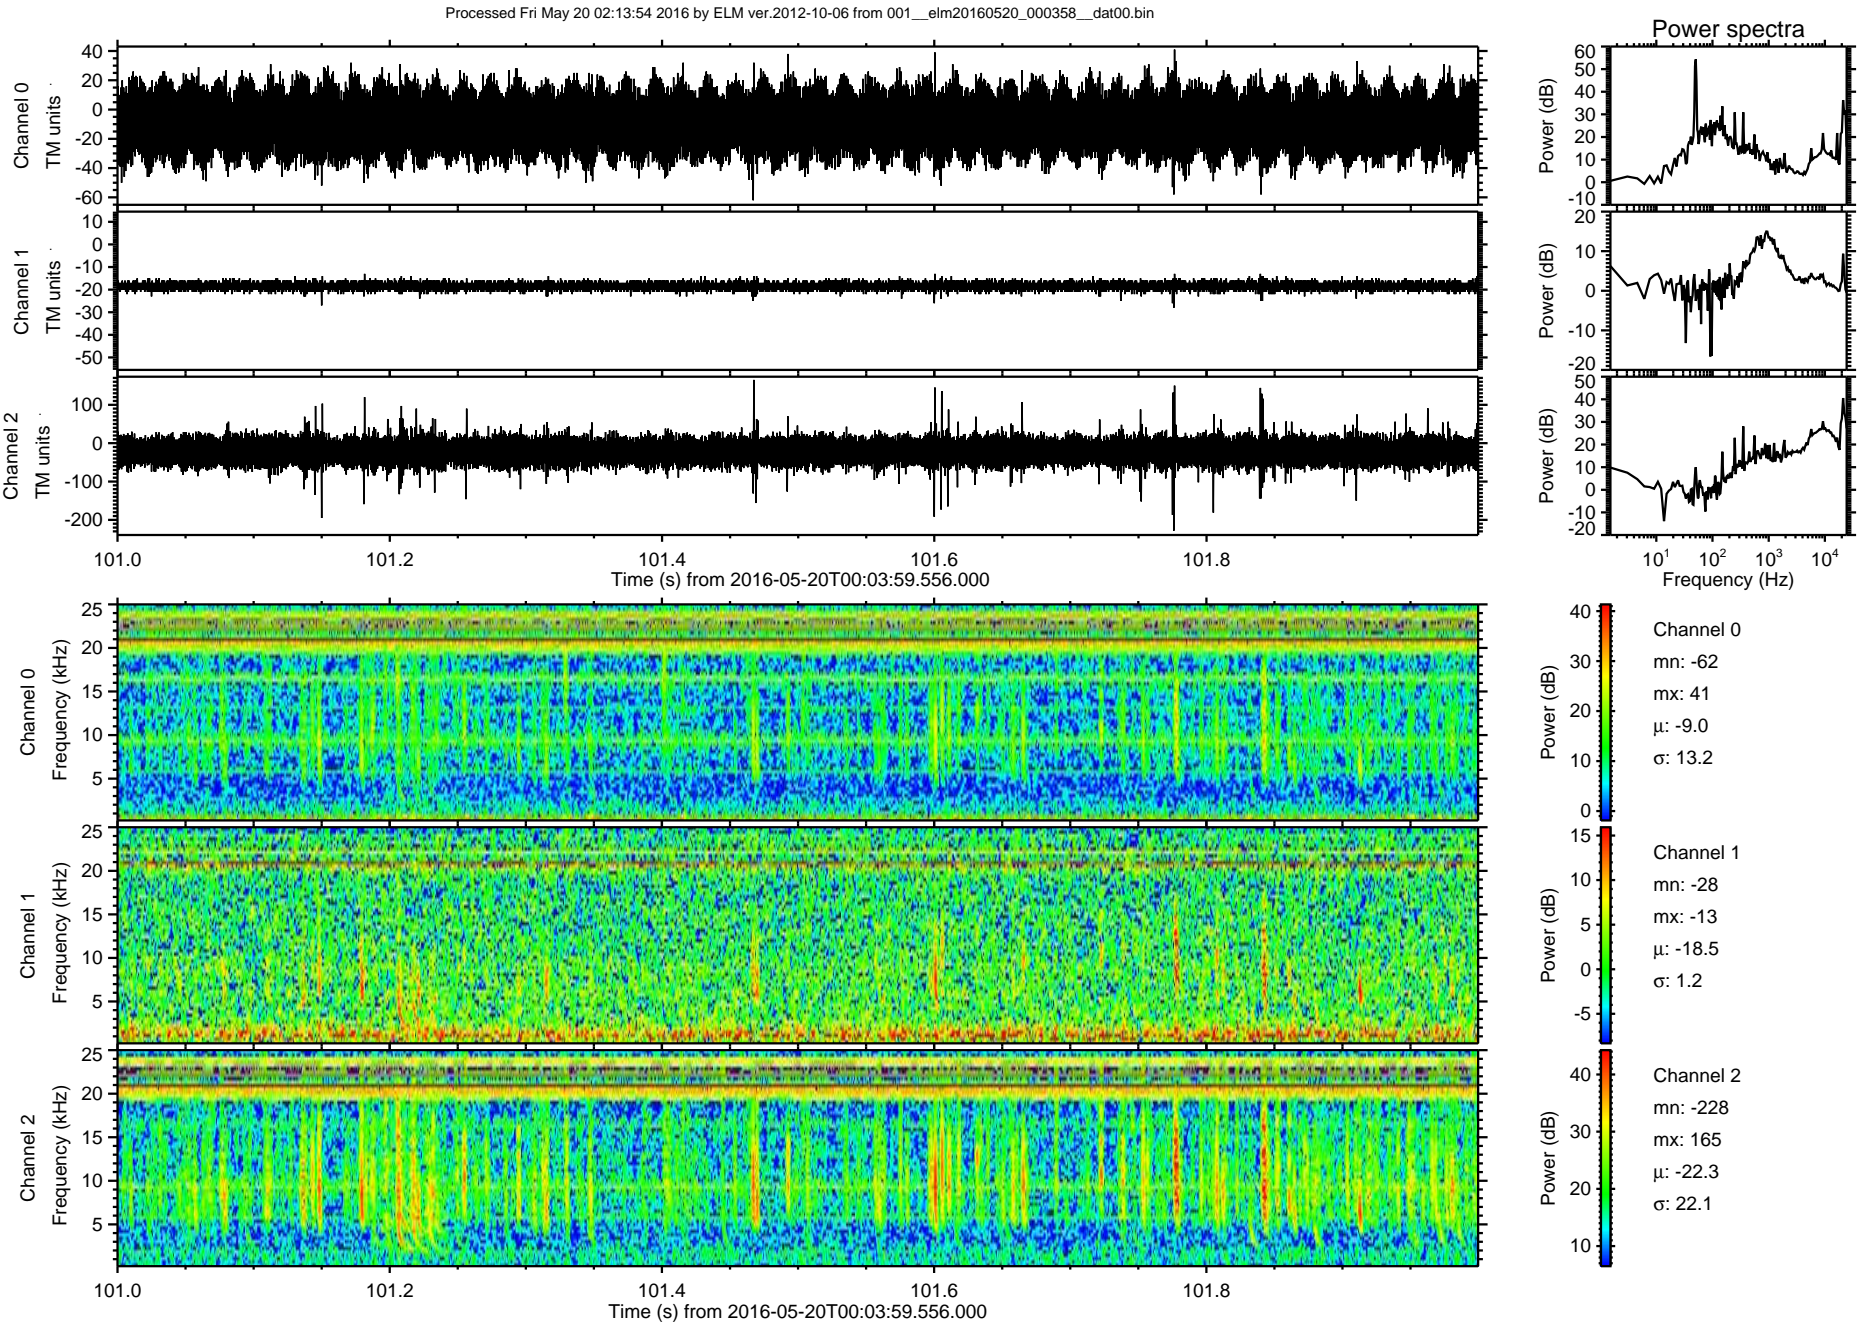 Processed Fri May 20 02:13:54 2016 by ELM ver.2012-10-06 from 001__elm20160520_000358__dat00.bin
Power spectra
Channel 0
TM units
40
20
0
-20
-40
-60
Power (dB)
60
50
40
30
20
10
0
-10
Channel 1
TM units
10
0
-10
-20
-30
-40
-50
Power (dB)
20
10
0
-10
-20
Channel 2
TM units
100
0
-100
-200
Power (dB)
50
40
30
20
10
0
-10
-20
101.0 101.2 101.4 101.6 101.8
Time (s) from 2016-05-20T00:03:59.556.000
10^1 10^2 10^3 10^4
Frequency (Hz)
Channel 0
Frequency (kHz)
25
20
15
10
5
Power (dB)
40
30
20
10
0
Channel 0
mn: -62
mx: 41
μ: -9.0
σ: 13.2
Channel 1
Frequency (kHz)
25
20
15
10
5
Power (dB)
15
10
5
0
-5
Channel 1
mn: -28
mx: -13
μ: -18.5
σ: 1.2
Channel 2
Frequency (kHz)
25
20
15
10
5
Power (dB)
40
30
20
10
Channel 2
mn: -228
mx: 165
μ: -22.3
σ: 22.1
101.0 101.2 101.4 101.6 101.8
Time (s) from 2016-05-20T00:03:59.556.000